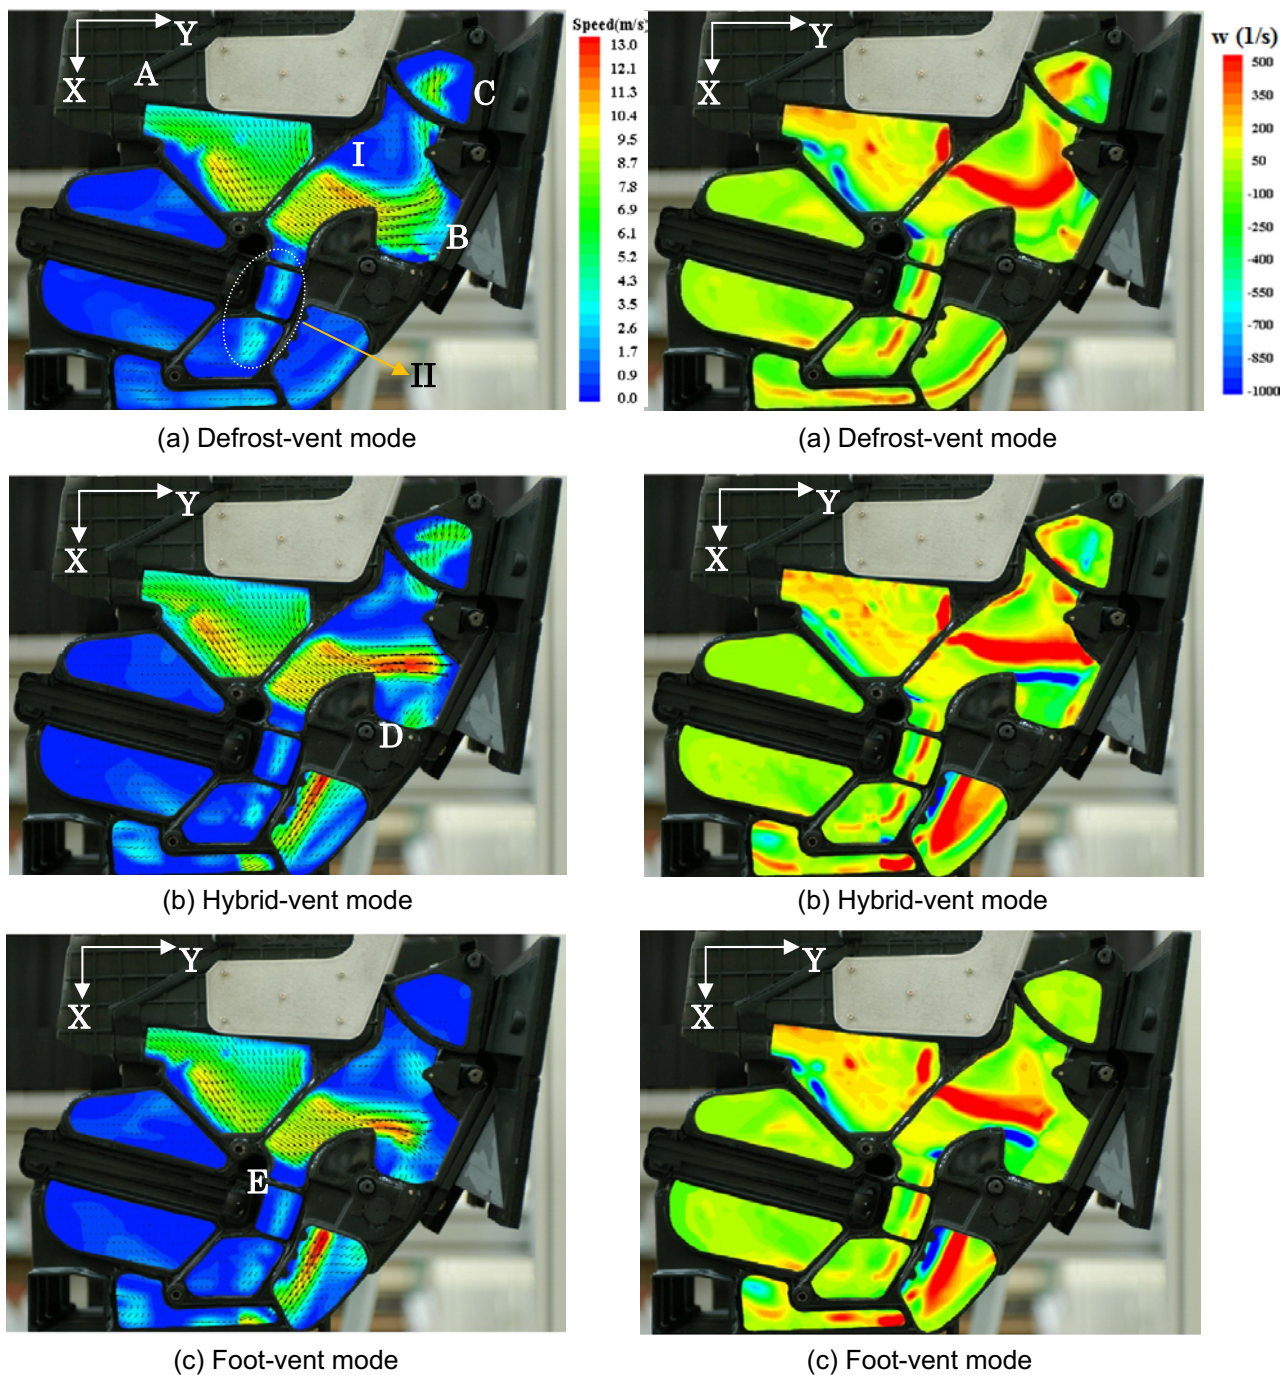 Speed(m/s)
13.0
12.1
11.3
10.4
9.5
8.7
7.8
6.9
6.1
5.2
4.3
3.5
2.6
1.7
0.9
0.0
Y
X
A
C
I
B
II
w (1/s)
500
350
200
50
-100
-250
-400
-550
-700
-850
-1000
Y
X
(a) Defrost-vent mode
(a) Defrost-vent mode
Y
X
D
Y
X
(b) Hybrid-vent mode
(b) Hybrid-vent mode
Y
X
E
Y
X
(c) Foot-vent mode
(c) Foot-vent mode